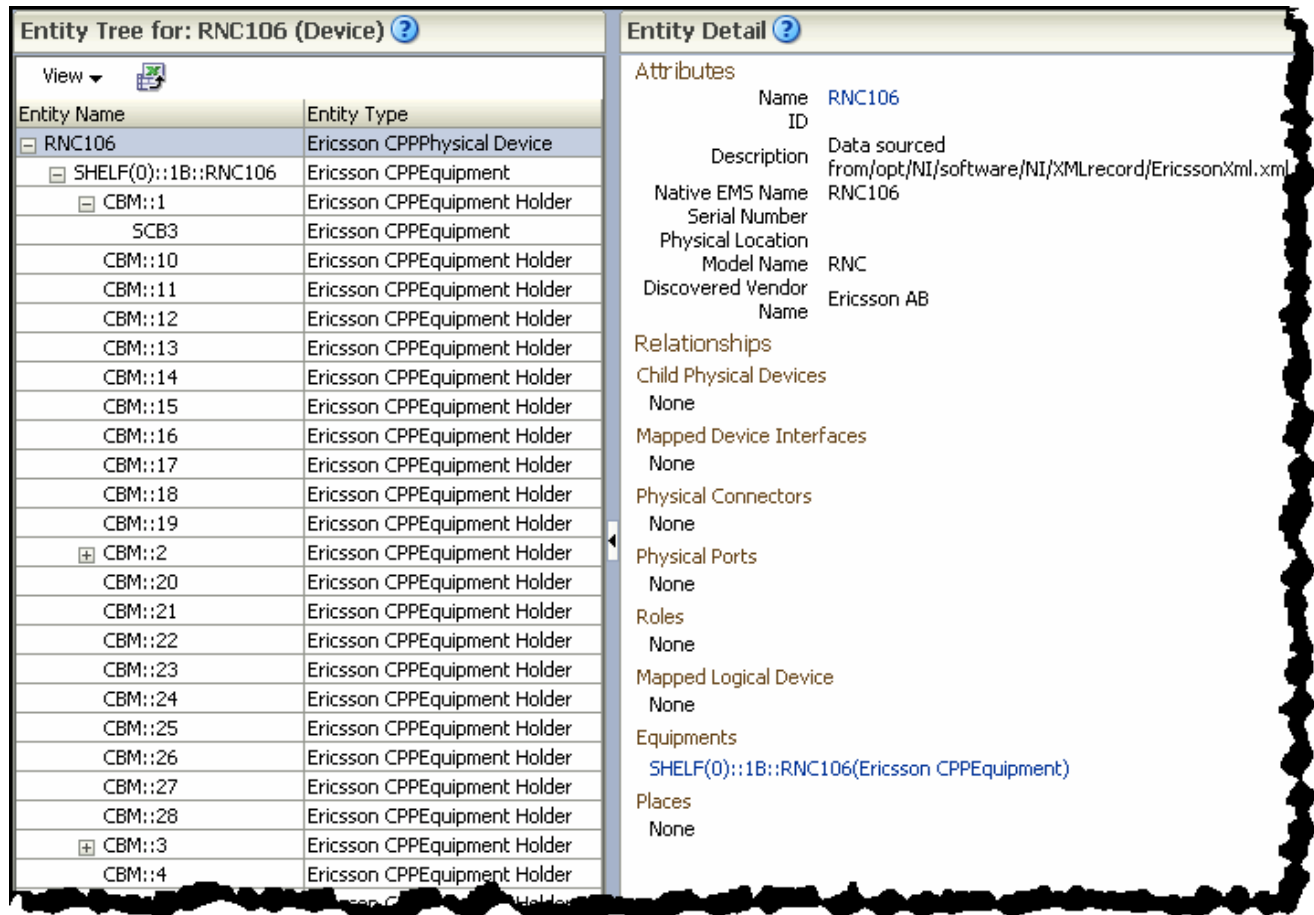 Entity Tree for: RNC106 (Device) ?
View
Entity Name Entity Type
RNC106 Ericsson CPPPhysical Device
SHELF(0)::1B::RNC106 Ericsson CPPEquipment
CBM::1 Ericsson CPPEquipment Holder
SCB3 Ericsson CPPEquipment
CBM::10 Ericsson CPPEquipment Holder
CBM::11 Ericsson CPPEquipment Holder
CBM::12 Ericsson CPPEquipment Holder
CBM::13 Ericsson CPPEquipment Holder
CBM::14 Ericsson CPPEquipment Holder
CBM::15 Ericsson CPPEquipment Holder
CBM::16 Ericsson CPPEquipment Holder
CBM::17 Ericsson CPPEquipment Holder
CBM::18 Ericsson CPPEquipment Holder
CBM::19 Ericsson CPPEquipment Holder
CBM::2 Ericsson CPPEquipment Holder
CBM::20 Ericsson CPPEquipment Holder
CBM::21 Ericsson CPPEquipment Holder
CBM::22 Ericsson CPPEquipment Holder
CBM::23 Ericsson CPPEquipment Holder
CBM::24 Ericsson CPPEquipment Holder
CBM::25 Ericsson CPPEquipment Holder
CBM::26 Ericsson CPPEquipment Holder
CBM::27 Ericsson CPPEquipment Holder
CBM::28 Ericsson CPPEquipment Holder
CBM::3 Ericsson CPPEquipment Holder
CBM::4 Ericsson CPPEquipment Holder
Entity Detail ?
Attributes
Name RNC106
ID
Description Data sourced
from/opt/NI/software/NI/XMLrecord/EricssonXml.xml
Native EMS Name RNC106
Serial Number
Physical Location
Model Name RNC
Discovered Vendor
Name Ericsson AB
Relationships
Child Physical Devices
None
Mapped Device Interfaces
None
Physical Connectors
None
Physical Ports
None
Roles
None
Mapped Logical Device
None
Equipments
SHELF(0)::1B::RNC106(Ericsson CPPEquipment)
Places
None